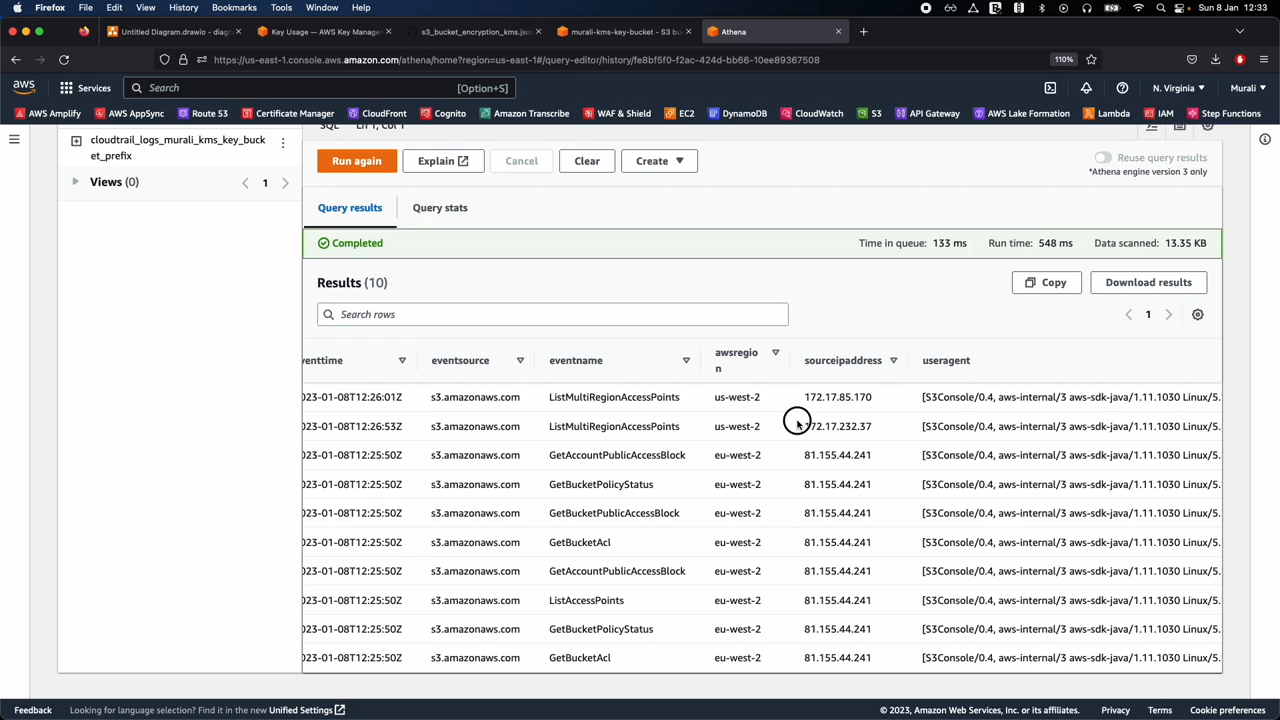 Firefox File Edit View History Bookmarks Tools Window Help Sun 8 Jan 12:33
Untitled Diagram.drawio - diag Key Usage — AWS Key Manage s3_bucket_encryption_kms.jso murali-kms-key-bucket - S3 bu Athena
https://us-east-1.console.aws.amazon.com/athena/home?region=us-east-1#/query-editor/history/fe8bf5f0-f2ac-424d-bb66-10ee89367508 110%
aws Services Search [Option+S] N. Virginia Murali
AWS Amplify AWS AppSync Route 53 Certificate Manager CloudFront Cognito Amazon Transcribe WAF & Shield EC2 DynamoDB CloudWatch S3 API Gateway AWS Lake Formation Lambda IAM Step Functions
SQL Ln 1, Col 1
cloudtrail_logs_murali_kms_key_buck
et_prefix
Views (0) 1
Run again Explain Cancel Clear Create Reuse query results
*Athena engine version 3 only
Query results Query stats
Completed Time in queue: 133 ms Run time: 548 ms Data scanned: 13.35 KB
Results (10) Copy Download results
Search rows 1
venttime eventsource eventname awsregio
n sourceipaddress useragent
023-01-08T12:26:01Z s3.amazonaws.com ListMultiRegionAccessPoints us-west-2 172.17.85.170 [S3Console/0.4, aws-internal/3 aws-sdk-java/1.11.1030 Linux/5.
023-01-08T12:26:53Z s3.amazonaws.com ListMultiRegionAccessPoints us-west-2 172.17.232.37 [S3Console/0.4, aws-internal/3 aws-sdk-java/1.11.1030 Linux/5.
023-01-08T12:25:50Z s3.amazonaws.com GetAccountPublicAccessBlock eu-west-2 81.155.44.241 [S3Console/0.4, aws-internal/3 aws-sdk-java/1.11.1030 Linux/5.
023-01-08T12:25:50Z s3.amazonaws.com GetBucketPolicyStatus eu-west-2 81.155.44.241 [S3Console/0.4, aws-internal/3 aws-sdk-java/1.11.1030 Linux/5.
023-01-08T12:25:50Z s3.amazonaws.com GetBucketPublicAccessBlock eu-west-2 81.155.44.241 [S3Console/0.4, aws-internal/3 aws-sdk-java/1.11.1030 Linux/5.
023-01-08T12:25:50Z s3.amazonaws.com GetBucketAcl eu-west-2 81.155.44.241 [S3Console/0.4, aws-internal/3 aws-sdk-java/1.11.1030 Linux/5.
023-01-08T12:25:50Z s3.amazonaws.com GetAccountPublicAccessBlock eu-west-2 81.155.44.241 [S3Console/0.4, aws-internal/3 aws-sdk-java/1.11.1030 Linux/5.
023-01-08T12:25:50Z s3.amazonaws.com ListAccessPoints eu-west-2 81.155.44.241 [S3Console/0.4, aws-internal/3 aws-sdk-java/1.11.1030 Linux/5.
023-01-08T12:25:50Z s3.amazonaws.com GetBucketPolicyStatus eu-west-2 81.155.44.241 [S3Console/0.4, aws-internal/3 aws-sdk-java/1.11.1030 Linux/5.
023-01-08T12:25:50Z s3.amazonaws.com GetBucketAcl eu-west-2 81.155.44.241 [S3Console/0.4, aws-internal/3 aws-sdk-java/1.11.1030 Linux/5.
Feedback Looking for language selection? Find it in the new Unified Settings © 2023, Amazon Web Services, Inc. or its affiliates. Privacy Terms Cookie preferences